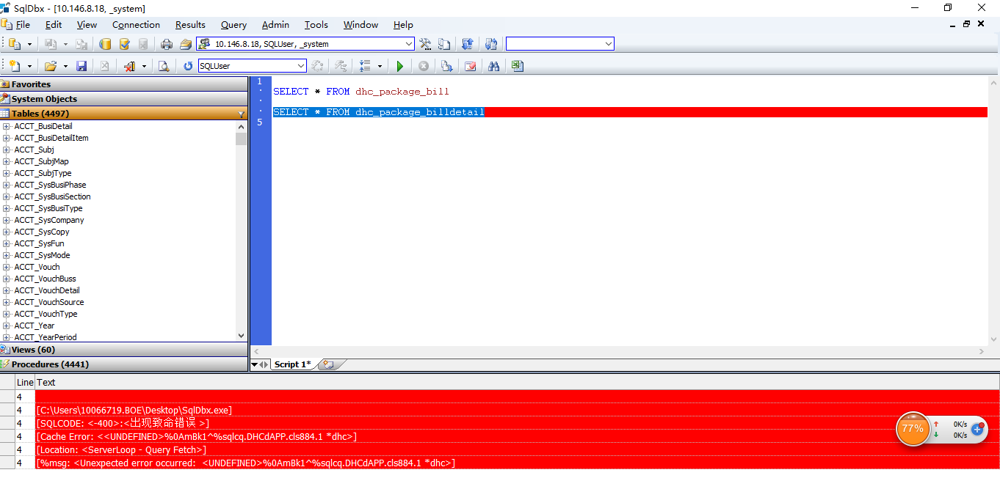 SqlDbx - [10.146.8.18, _system]
File Edit View Connection Results Query Admin Tools Window Help
10.146.8.18, SQLUser, _system
SQLUser
Favorites
System Objects
Tables (4497)
ACCT_BusiDetail
ACCT_BusiDetailItem
ACCT_Subj
ACCT_SubjMap
ACCT_SubjType
ACCT_SysBusiPhase
ACCT_SysBusiSection
ACCT_SysBusiType
ACCT_SysCompany
ACCT_SysCopy
ACCT_SysFun
ACCT_SysMode
ACCT_Vouch
ACCT_VouchBuss
ACCT_VouchDetail
ACCT_VouchSource
ACCT_VouchType
ACCT_Year
ACCT_YearPeriod
Views (60)
Procedures (4441)
1
SELECT * FROM dhc_package_bill
SELECT * FROM dhc_package_billdetail
5
Script 1*
Line Text
4
4 [C:\Users\10066719.BOE\Desktop\SqlDbx.exe]
4 [SQLCODE: <-400>:<出现致命错误 >]
4 [Cache Error: <<UNDEFINED>%0AmBk1^%sqlcq.DHCdAPP.cls884.1 *dhc>]
4 [Location: <ServerLoop - Query Fetch>]
4 [%msg: <Unexpected error occurred: <UNDEFINED>%0AmBk1^%sqlcq.DHCdAPP.cls884.1 *dhc>]
77%
0K/s
0K/s